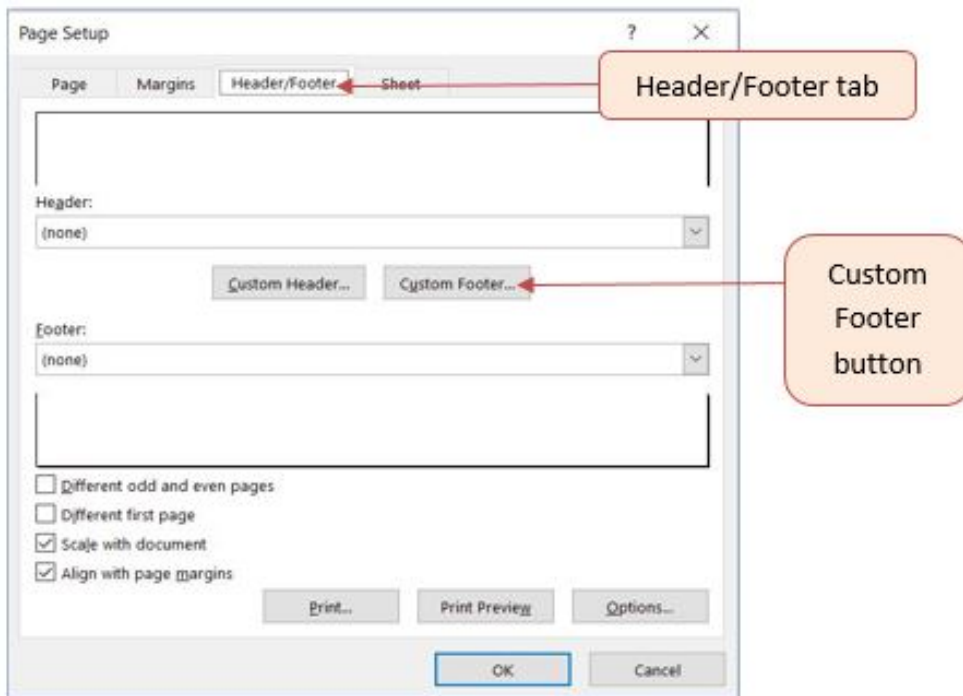 Page Setup
?
Page Margins Header/Footer Sheet
Header/Footer tab
Header:
(none)
Custom Header... Custom Footer...
Custom
Footer
button
Footer:
(none)
Different odd and even pages
Different first page
Scale with document
Align with page margins
Print... Print Preview Options...
OK Cancel